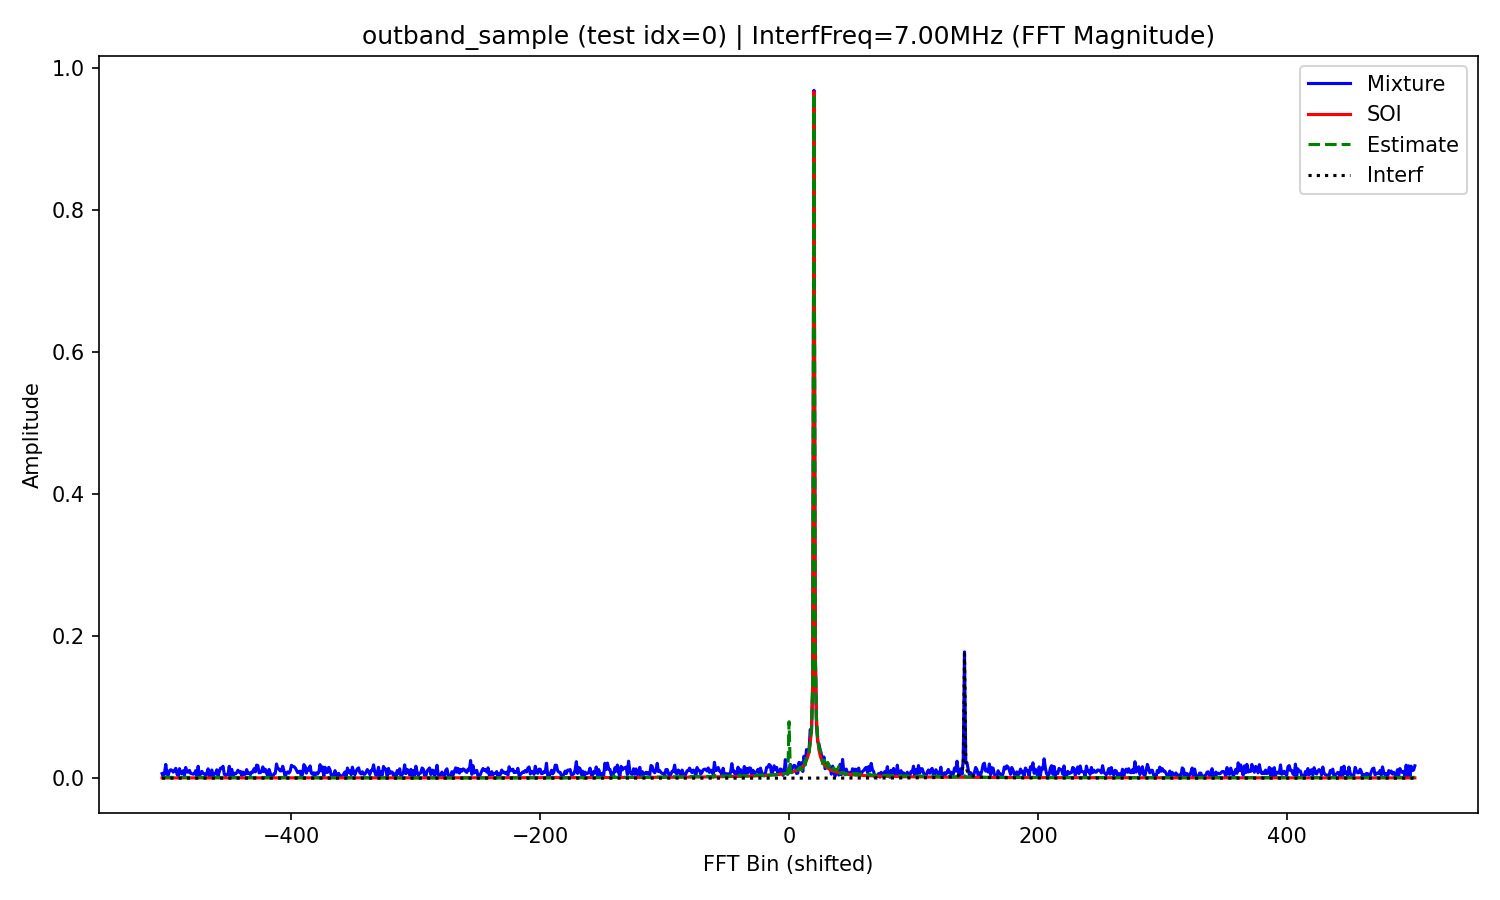 outband_sample (test idx=0) | InterfFreq=7.00MHz (FFT Magnitude)
Mixture
SOI
Estimate
Interf
Amplitude
1.0
0.8
0.6
0.4
0.2
0.0
−400
−200
0
200
400
FFT Bin (shifted)